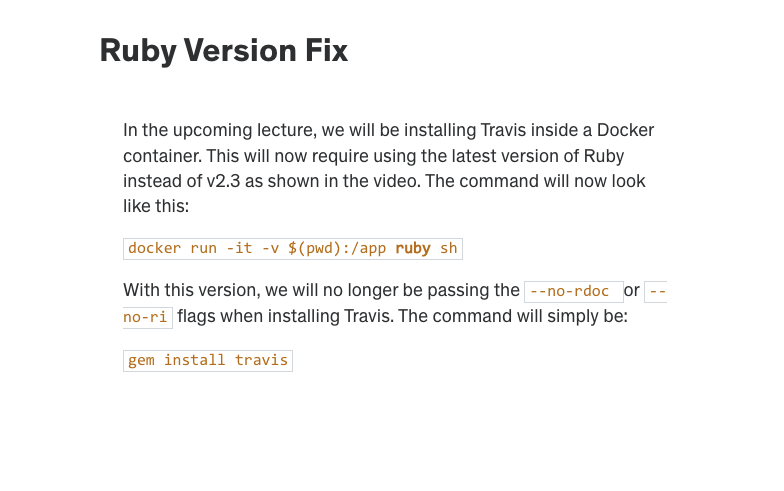 Ruby Version Fix
In the upcoming lecture, we will be installing Travis inside a Docker
container. This will now require using the latest version of Ruby
instead of v2.3 as shown in the video. The command will now look
like this:
docker run -it -v $(pwd):/app ruby sh
With this version, we will no longer be passing the --no-rdoc or --
no-ri flags when installing Travis. The command will simply be:
gem install travis